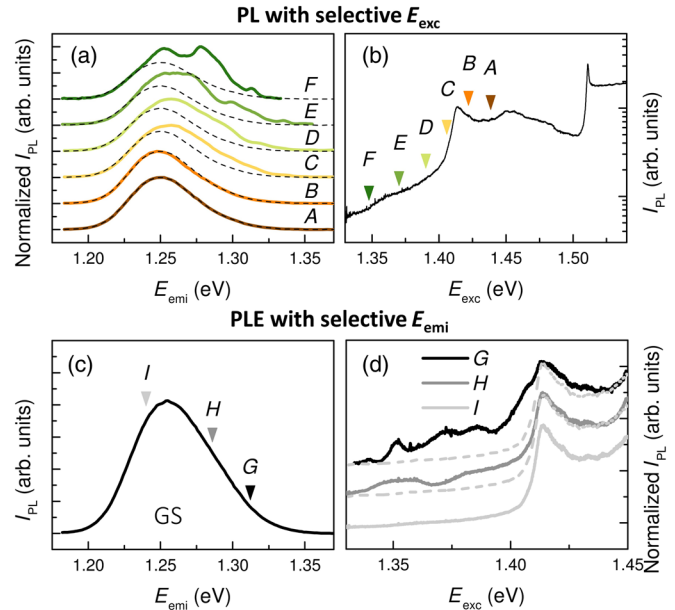 PL with selective E_exc
(a)
F
E
D
C
B
A
Normalized I_PL (arb. units)
1.20 1.25 1.30 1.35
E_emi (eV)
(b)
F E D C B A
I_PL (arb. units)
1.35 1.40 1.45 1.50
E_exc (eV)
PLE with selective E_emi
(c)
I
H
G
GS
I_PL (arb. units)
1.20 1.25 1.30 1.35
E_emi (eV)
(d)
G
H
I
Normalized I_PL (arb. units)
1.35 1.40 1.45
E_exc (eV)